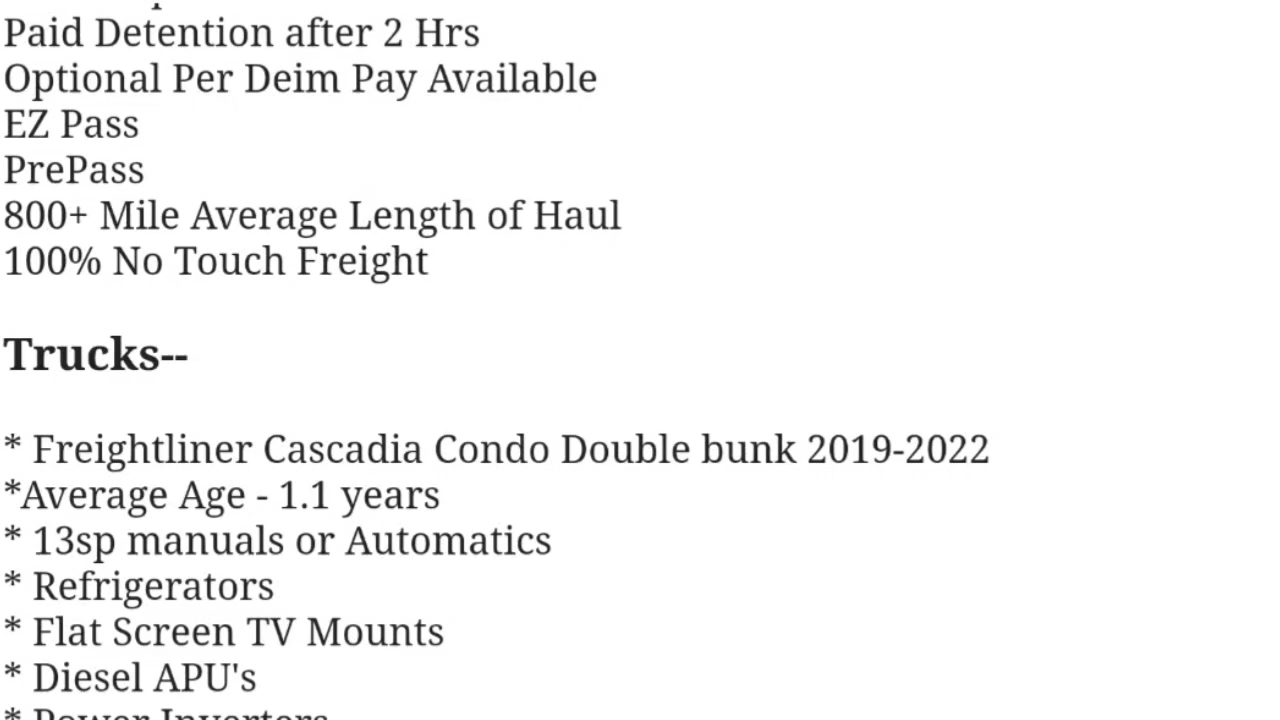 Paid Detention after 2 Hrs
Optional Per Deim Pay Available
EZ Pass
PrePass
800+ Mile Average Length of Haul
100% No Touch Freight
Trucks--
* Freightliner Cascadia Condo Double bunk 2019-2022
*Average Age - 1.1 years
* 13sp manuals or Automatics
* Refrigerators
* Flat Screen TV Mounts
* Diesel APU's
* Power Inverters